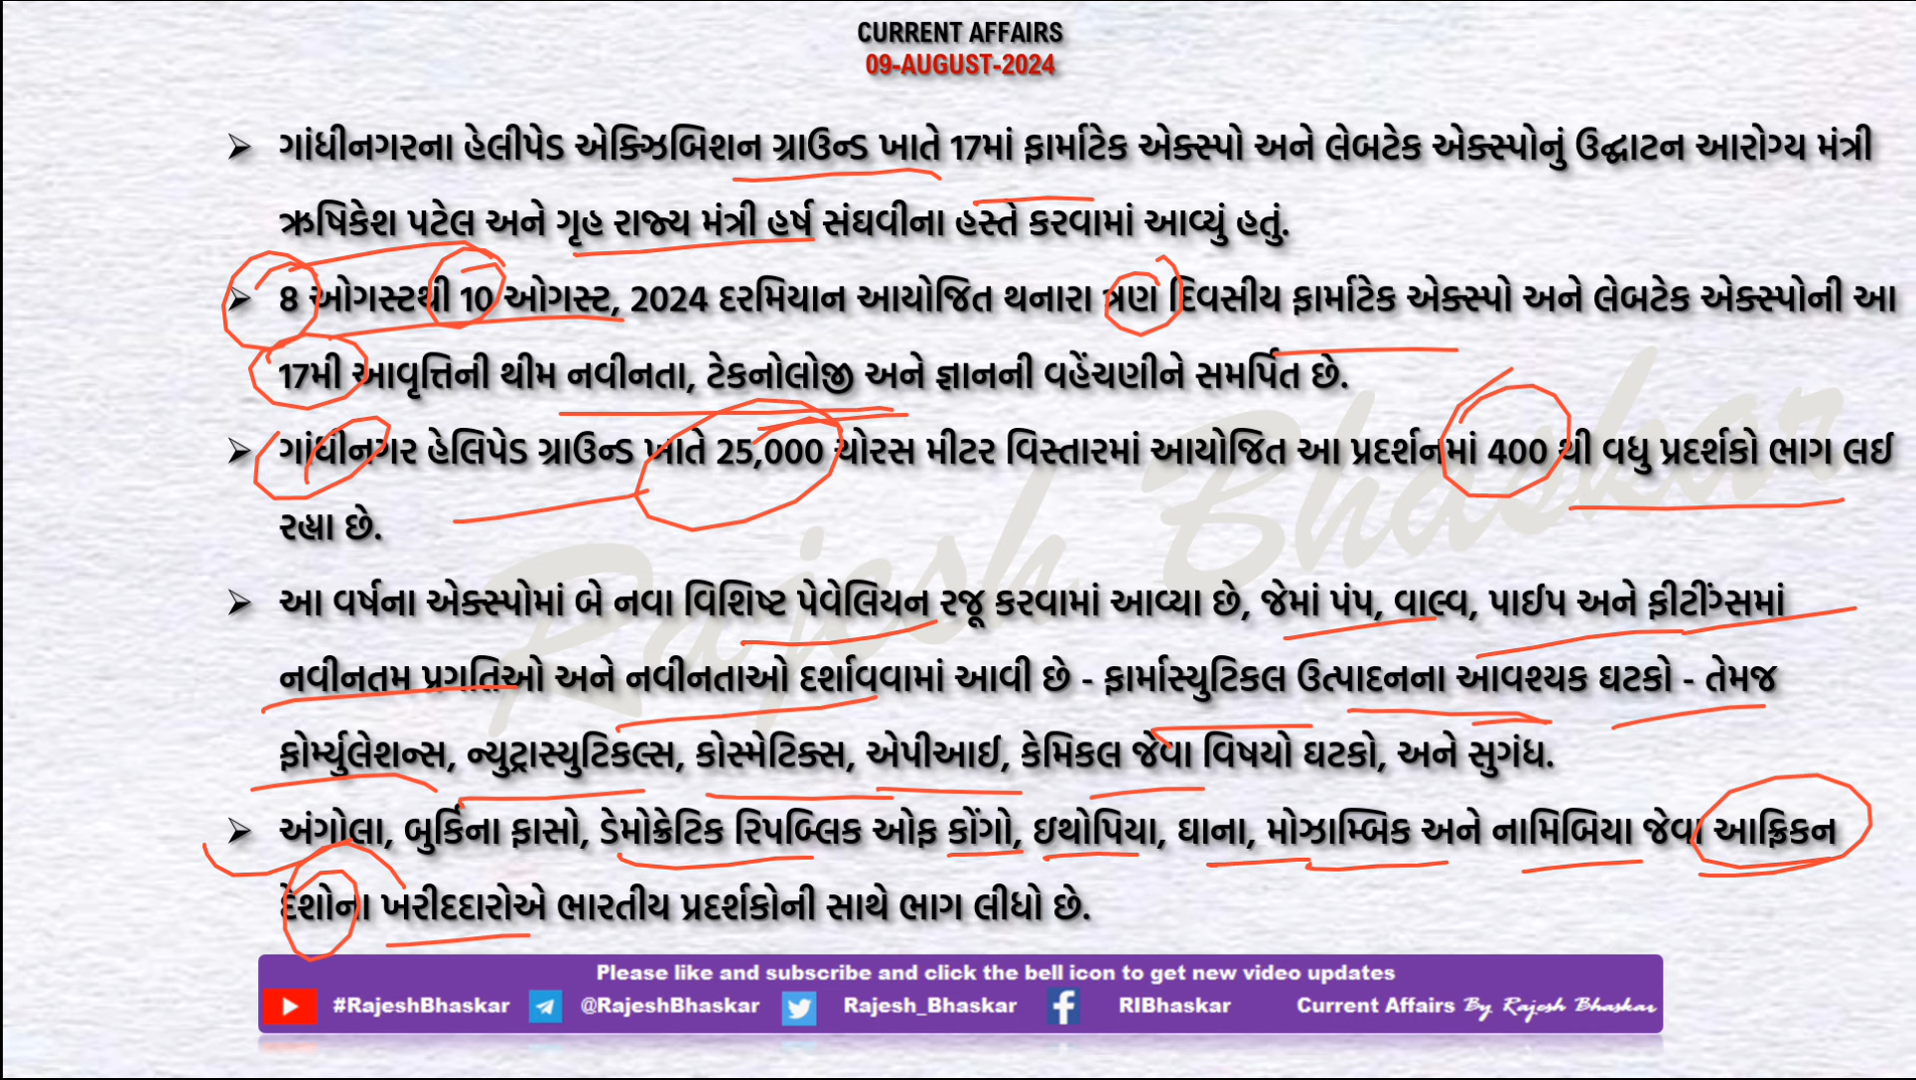 CURRENT AFFAIRS
09-AUGUST-2024
➢ ગાંધીનગરના હેલીપેડ એક્ઝિબિશન ગ્રાઉન્ડ ખાતે 17માં ફાર્માટેક એક્સ્પો અને લેબટેક એક્સ્પોનું ઉદ્ઘાટન આરોગ્ય મંત્રી
ઋષિકેશ પટેલ અને ગૃહ રાજ્ય મંત્રી હર્ષ સંઘવીના હસ્તે કરવામાં આવ્યું હતું.
➢ 8 ઓગસ્ટથી 10 ઓગસ્ટ, 2024 દરમિયાન આયોજિત થનારા ત્રણ દિવસીય ફાર્માટેક એક્સ્પો અને લેબટેક એક્સ્પોની આ
17મી આવૃત્તિની થીમ નવીનતા, ટેકનોલોજી અને જ્ઞાનની વહેંચણીને સમર્પિત છે.
➢ ગાંધીનગર હેલિપેડ ગ્રાઉન્ડ ખાતે 25,000 ચોરસ મીટર વિસ્તારમાં આયોજિત આ પ્રદર્શનમાં 400 થી વધુ પ્રદર્શકો ભાગ લઈ
રહ્યા છે.
➢ આ વર્ષના એક્સ્પોમાં બે નવા વિશિષ્ટ પેવેલિયન રજૂ કરવામાં આવ્યા છે, જેમાં પંપ, વાલ્વ, પાઈપ અને ફીટીંગ્સમાં
નવીનતમ પ્રગતિઓ અને નવીનતાઓ દર્શાવવામાં આવી છે - ફાર્માસ્યુટિકલ ઉત્પાદનના આવશ્યક ઘટકો - તેમજ
ફોર્મ્યુલેશન્સ, ન્યુટ્રાસ્યુટિકલ્સ, કોસ્મેટિક્સ, એપીઆઈ, કેમિકલ જેવા વિષયો ઘટકો, અને સુગંધ.
➢ અંગોલા, બુર્કિના ફાસો, ડેમોક્રેટિક રિપબ્લિક ઓફ કોંગો, ઇથોપિયા, ઘાના, મોઝામ્બિક અને નામિબિયા જેવા આફ્રિકન
દેશોના ખરીદદારોએ ભારતીય પ્રદર્શકોની સાથે ભાગ લીધો છે.
Rajesh Bhaskar
Please like and subscribe and click the bell icon to get new video updates
#RajeshBhaskar @RajeshBhaskar Rajesh_Bhaskar RIBhaskar Current Affairs By Rajesh Bhaskar